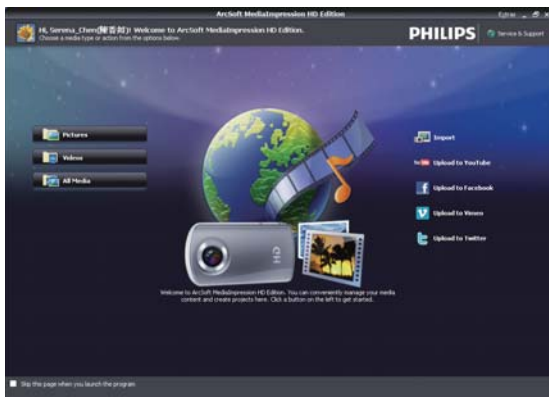 ArcSoft MediaImpression HD Edition
Extras
Hi, Serena_Chen! Welcome to ArcSoft MediaImpression HD Edition.
Choose a media type or action from the options below.
PHILIPS
Service & Support
Pictures
Videos
All Media
Import
Upload to YouTube
Upload to Facebook
Upload to Vimeo
Upload to Twitter
HD
Welcome to ArcSoft MediaImpression HD Edition. You can conveniently manage your media
content and create projects here. Click a button on the left to get started.
Skip this page when you launch the program